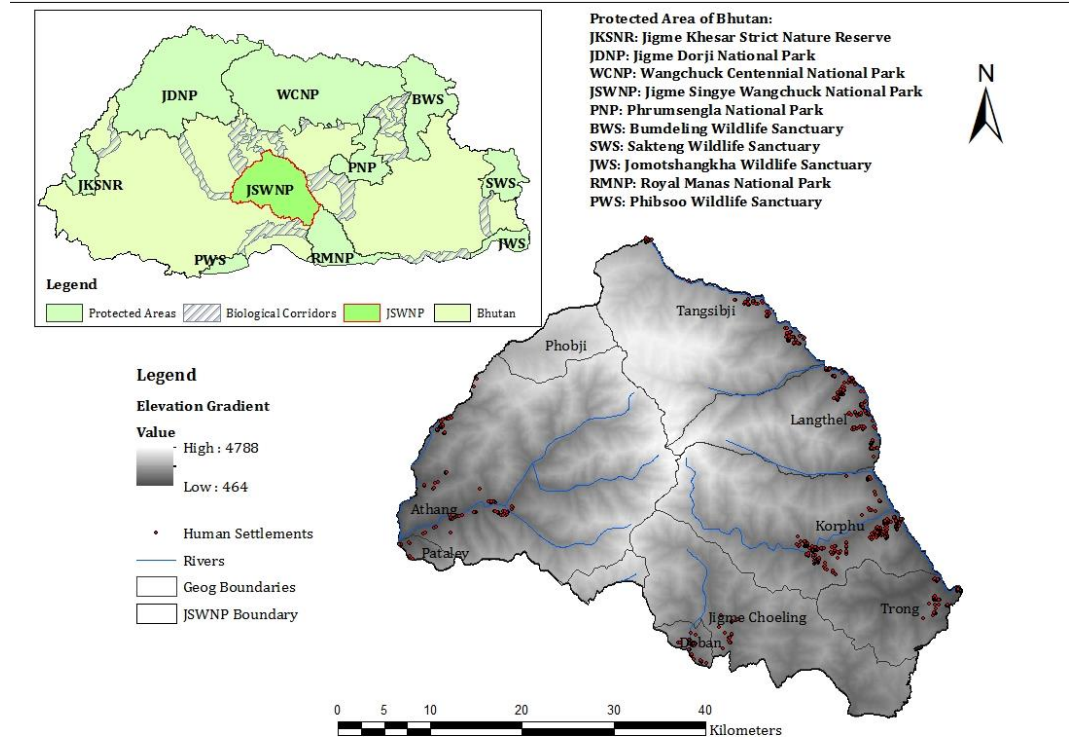 JDNP
WCNP
BWS
JKSNR
JSWNP
PNP
SWS
PWS
RMNP
JWS
Legend
Protected Areas
Biological Corridors
JSWNP
Bhutan
Protected Area of Bhutan:
JKSNR: Jigme Khesar Strict Nature Reserve
JDNP: Jigme Dorji National Park
WCNP: Wangchuck Centennial National Park
JSWNP: Jigme Singye Wangchuck National Park
PNP: Phrumsengla National Park
BWS: Bumdeling Wildlife Sanctuary
SWS: Sakteng Wildlife Sanctuary
JWS: Jomotshangkha Wildlife Sanctuary
RMNP: Royal Manas National Park
PWS: Phibsoo Wildlife Sanctuary
N
Legend
Elevation Gradient
Value
High : 4788
Low : 464
Human Settlements
Rivers
Geog Boundaries
JSWNP Boundary
Tangsibji
Phobji
Langthel
Athang
Korphu
Patalev
Trong
Jigme Choeling
Doban
0 5 10 20 30 40
Kilometers